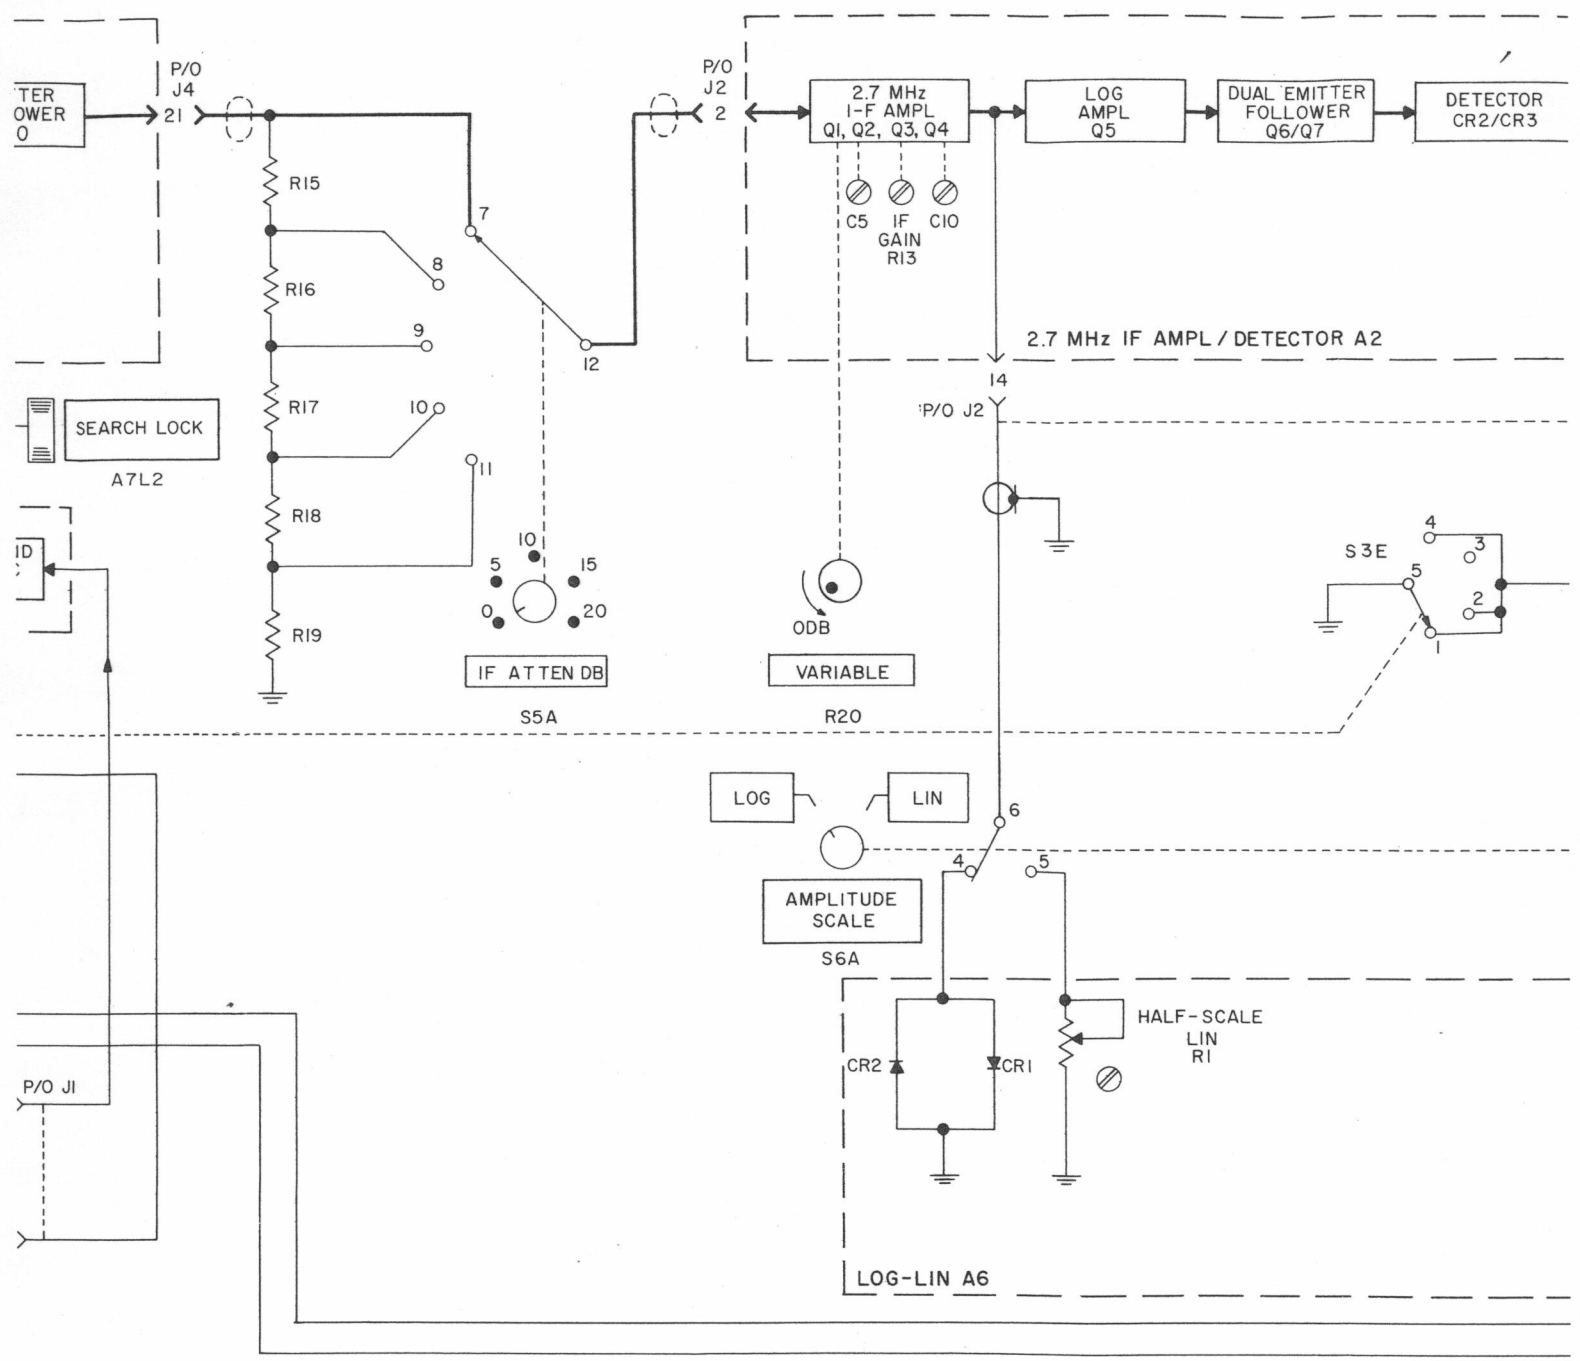 TER
OWER
0
P/O
J4
21
P/O
J2
2
2.7 MHz
I-F AMPL
Q1, Q2, Q3, Q4
LOG
AMPL
Q5
DUAL EMITTER
FOLLOWER
Q6/Q7
DETECTOR
CR2/CR3
C5
IF
GAIN
R13
C10
R15
R16
R17
R18
R19
7
8
9
10
11
12
2.7 MHz IF AMPL / DETECTOR A2
14
P/O J2
SEARCH LOCK
A7L2
ND
0
5
10
15
20
IF ATTEN DB
S5A
ODB
VARIABLE
R20
S3E
4
3
5
2
1
LOG
LIN
6
4
5
AMPLITUDE
SCALE
S6A
CR2
CR1
HALF-SCALE
LIN
R1
P/O J1
LOG-LIN A6